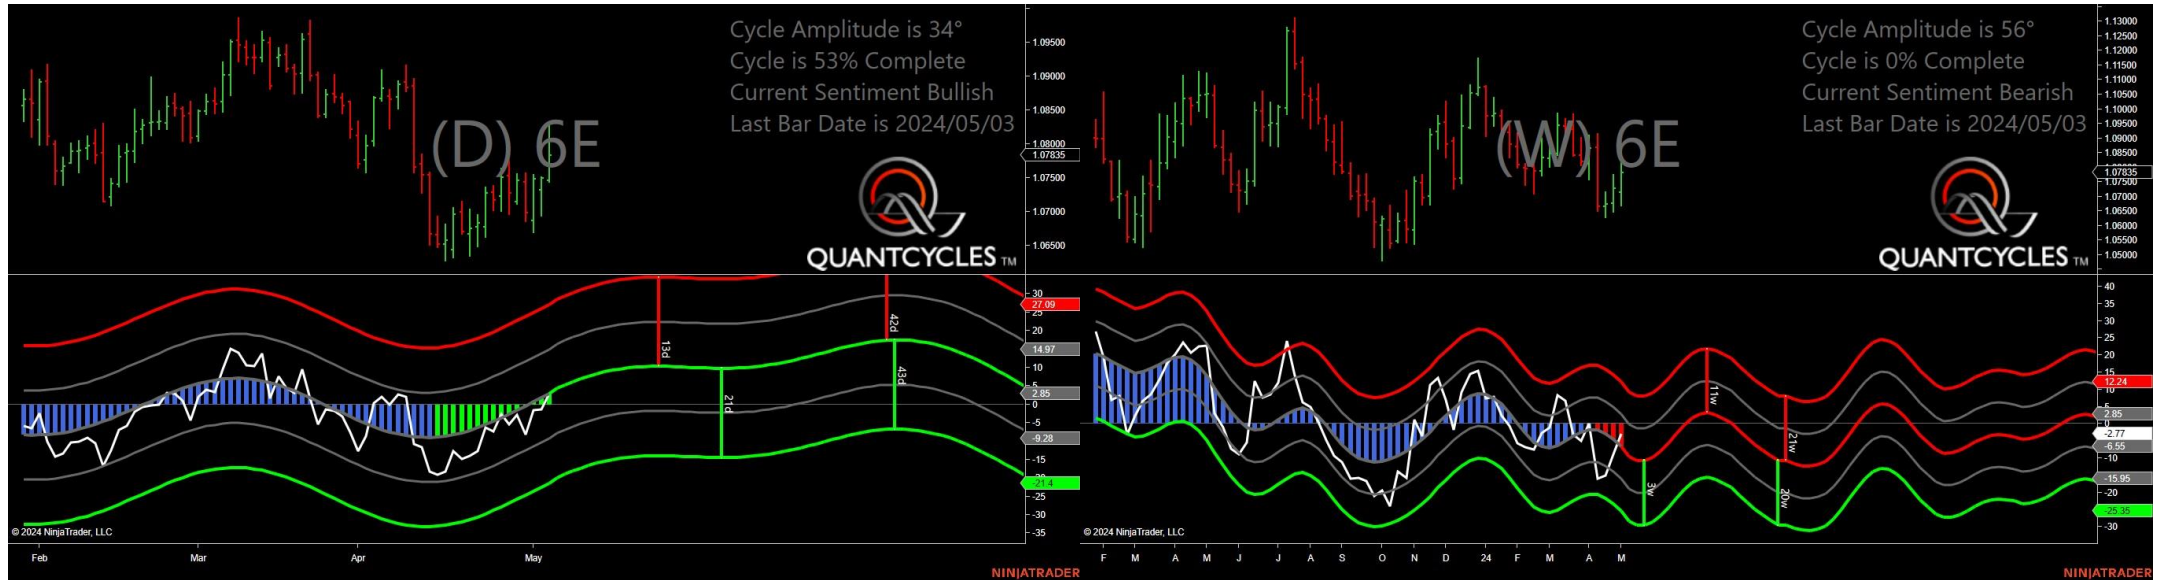 Cycle Amplitude is 34°
Cycle is 53% Complete
Current Sentiment Bullish
Last Bar Date is 2024/05/03
(D) 6E
QUANTCYCLES TM
1.09500
1.09000
1.08500
1.08000
1.07835
1.07500
1.07000
1.06500
13d
21d
42d
43d
30
27.09
25
20
14.97
10
5
2.85
0
-5
-9.28
-15
-21.4
-25
-30
-35
© 2024 NinjaTrader, LLC
Feb
Mar
Apr
May
NINJATRADER
Cycle Amplitude is 56°
Cycle is 0% Complete
Current Sentiment Bearish
Last Bar Date is 2024/05/03
(W) 6E
QUANTCYCLES TM
1.13000
1.12500
1.12000
1.11500
1.11000
1.10500
1.10000
1.09500
1.09000
1.08500
1.07835
1.07500
1.07000
1.06500
1.06000
1.05500
1.05000
3w
11w
20w
21w
40
35
30
25
20
15
12.24
5
2.85
0
-2.77
-6.55
-10
-15.95
-20
-25.35
-30
© 2024 NinjaTrader, LLC
F M A M J J A S O N D 24 F M A M
NINJATRADER